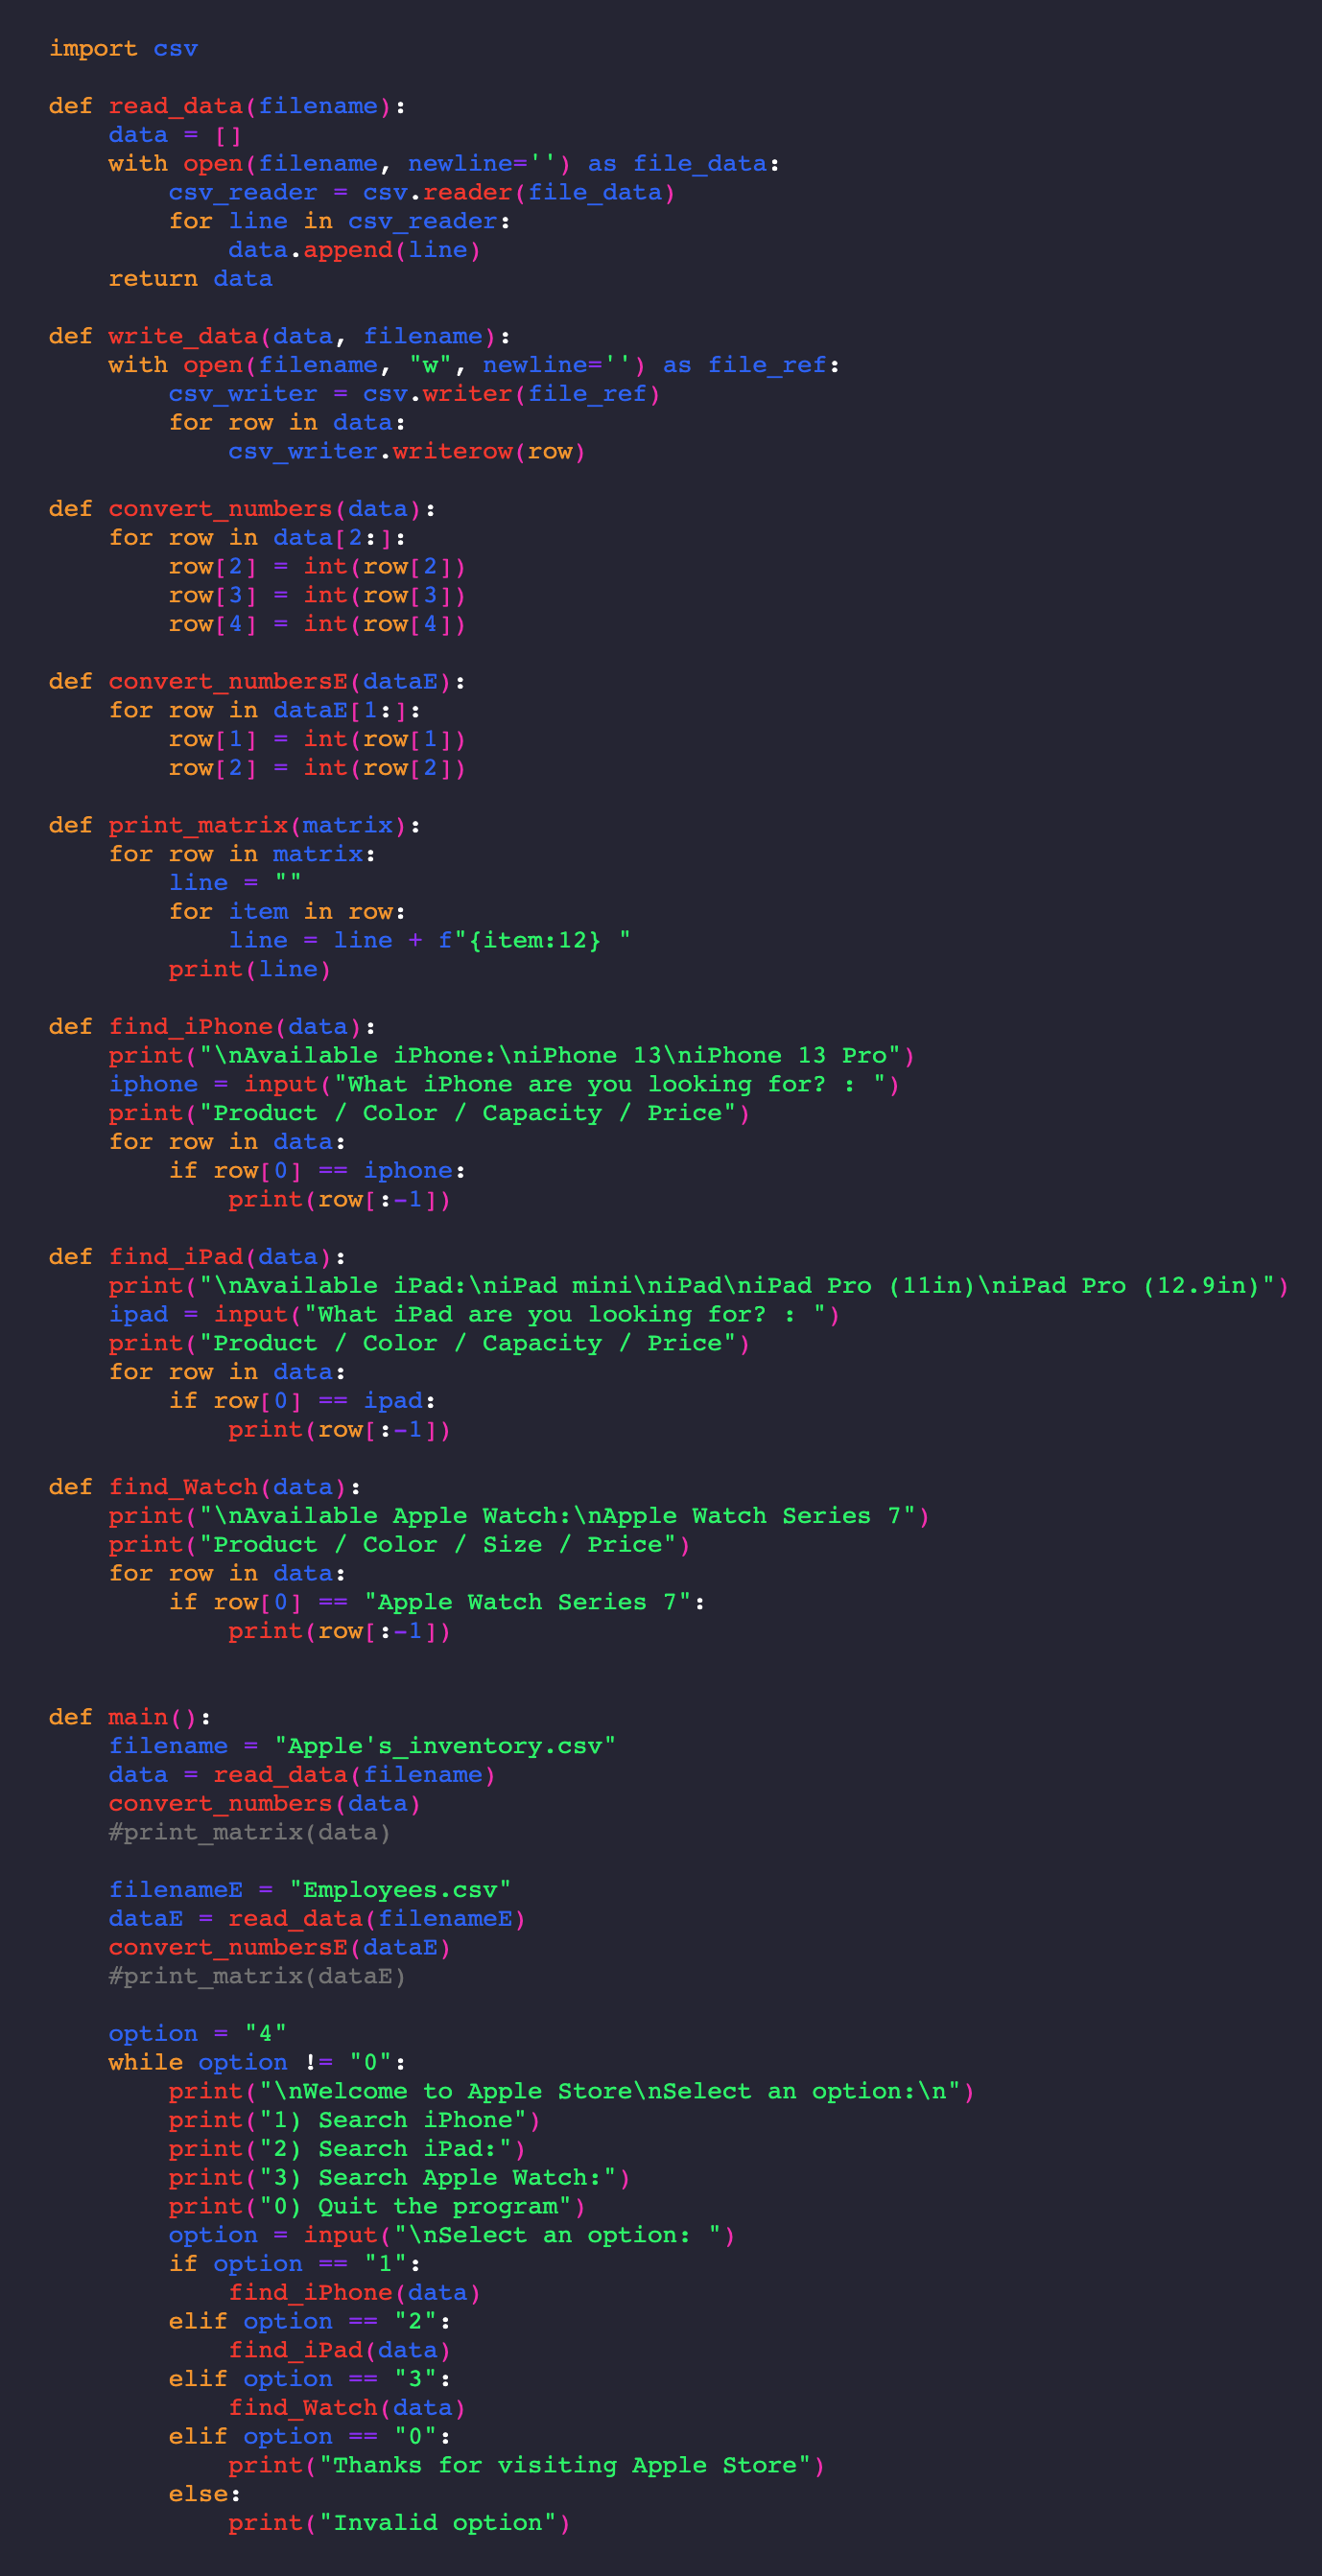 import csv

def read_data(filename):
    data = []
    with open(filename, newline='') as file_data:
        csv_reader = csv.reader(file_data)
        for line in csv_reader:
            data.append(line)
    return data

def write_data(data, filename):
    with open(filename, "w", newline='') as file_ref:
        csv_writer = csv.writer(file_ref)
        for row in data:
            csv_writer.writerow(row)

def convert_numbers(data):
    for row in data[2:]:
        row[2] = int(row[2])
        row[3] = int(row[3])
        row[4] = int(row[4])

def convert_numbersE(dataE):
    for row in dataE[1:]:
        row[1] = int(row[1])
        row[2] = int(row[2])

def print_matrix(matrix):
    for row in matrix:
        line = ""
        for item in row:
            line = line + f"{item:12} "
        print(line)

def find_iPhone(data):
    print("\nAvailable iPhone:\niPhone 13\niPhone 13 Pro")
    iphone = input("What iPhone are you looking for? : ")
    print("Product / Color / Capacity / Price")
    for row in data:
        if row[0] == iphone:
            print(row[:-1])

def find_iPad(data):
    print("\nAvailable iPad:\niPad mini\niPad\niPad Pro (11in)\niPad Pro (12.9in)")
    ipad = input("What iPad are you looking for? : ")
    print("Product / Color / Capacity / Price")
    for row in data:
        if row[0] == ipad:
            print(row[:-1])

def find_Watch(data):
    print("\nAvailable Apple Watch:\nApple Watch Series 7")
    print("Product / Color / Size / Price")
    for row in data:
        if row[0] == "Apple Watch Series 7":
            print(row[:-1])


def main():
    filename = "Apple's_inventory.csv"
    data = read_data(filename)
    convert_numbers(data)
    #print_matrix(data)

    filenameE = "Employees.csv"
    dataE = read_data(filenameE)
    convert_numbersE(dataE)
    #print_matrix(dataE)

    option = "4"
    while option != "0":
        print("\nWelcome to Apple Store\nSelect an option:\n")
        print("1) Search iPhone")
        print("2) Search iPad:")
        print("3) Search Apple Watch:")
        print("0) Quit the program")
        option = input("\nSelect an option: ")
        if option == "1":
            find_iPhone(data)
        elif option == "2":
            find_iPad(data)
        elif option == "3":
            find_Watch(data)
        elif option == "0":
            print("Thanks for visiting Apple Store")
        else:
            print("Invalid option")